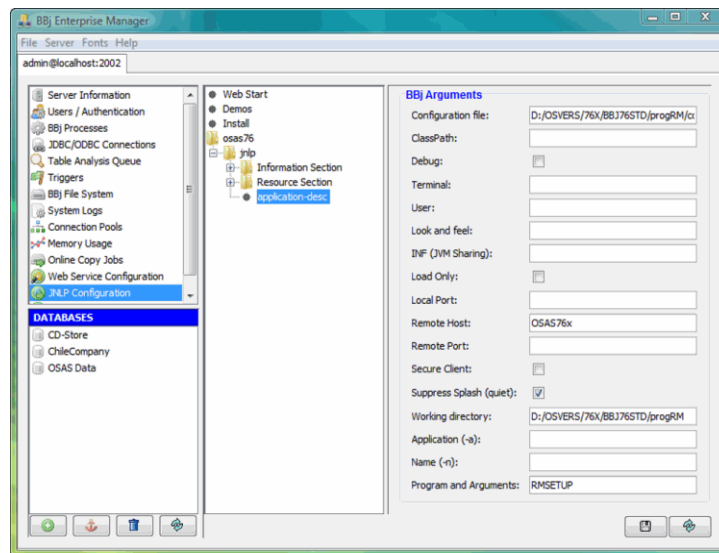 BBj Enterprise Manager
File Server Fonts Help
admin@localhost:2002
Server Information
Users / Authentication
BBj Processes
JDBC/ODBC Connections
Table Analysis Queue
Triggers
BBj File System
System Logs
Connection Pools
Memory Usage
Online Copy Jobs
Web Service Configuration
JNLP Configuration
DATABASES
CD-Store
ChileCompany
OSAS Data
Web Start
Demos
Install
osas76
jnlp
Information Section
Resource Section
application-desc
BBj Arguments
Configuration file: D:/OSVERS/76X/BBJ76STD/progRM/co
ClassPath:
Debug:
Terminal:
User:
Look and feel:
INF (JVM Sharing):
Load Only:
Local Port:
Remote Host: OSAS76x
Remote Port:
Secure Client:
Suppress Splash (quiet):
Working directory: D:/OSVERS/76X/BBJ76STD/progRM
Application (-a):
Name (-n):
Program and Arguments: RMSETUP